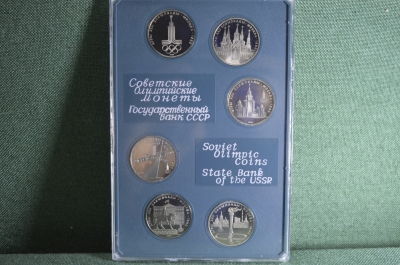 Советские
Олимпийские
монеты
Государственный
Банк СССР
Soviet
Olympic
Coins
State Bank
of the USSR